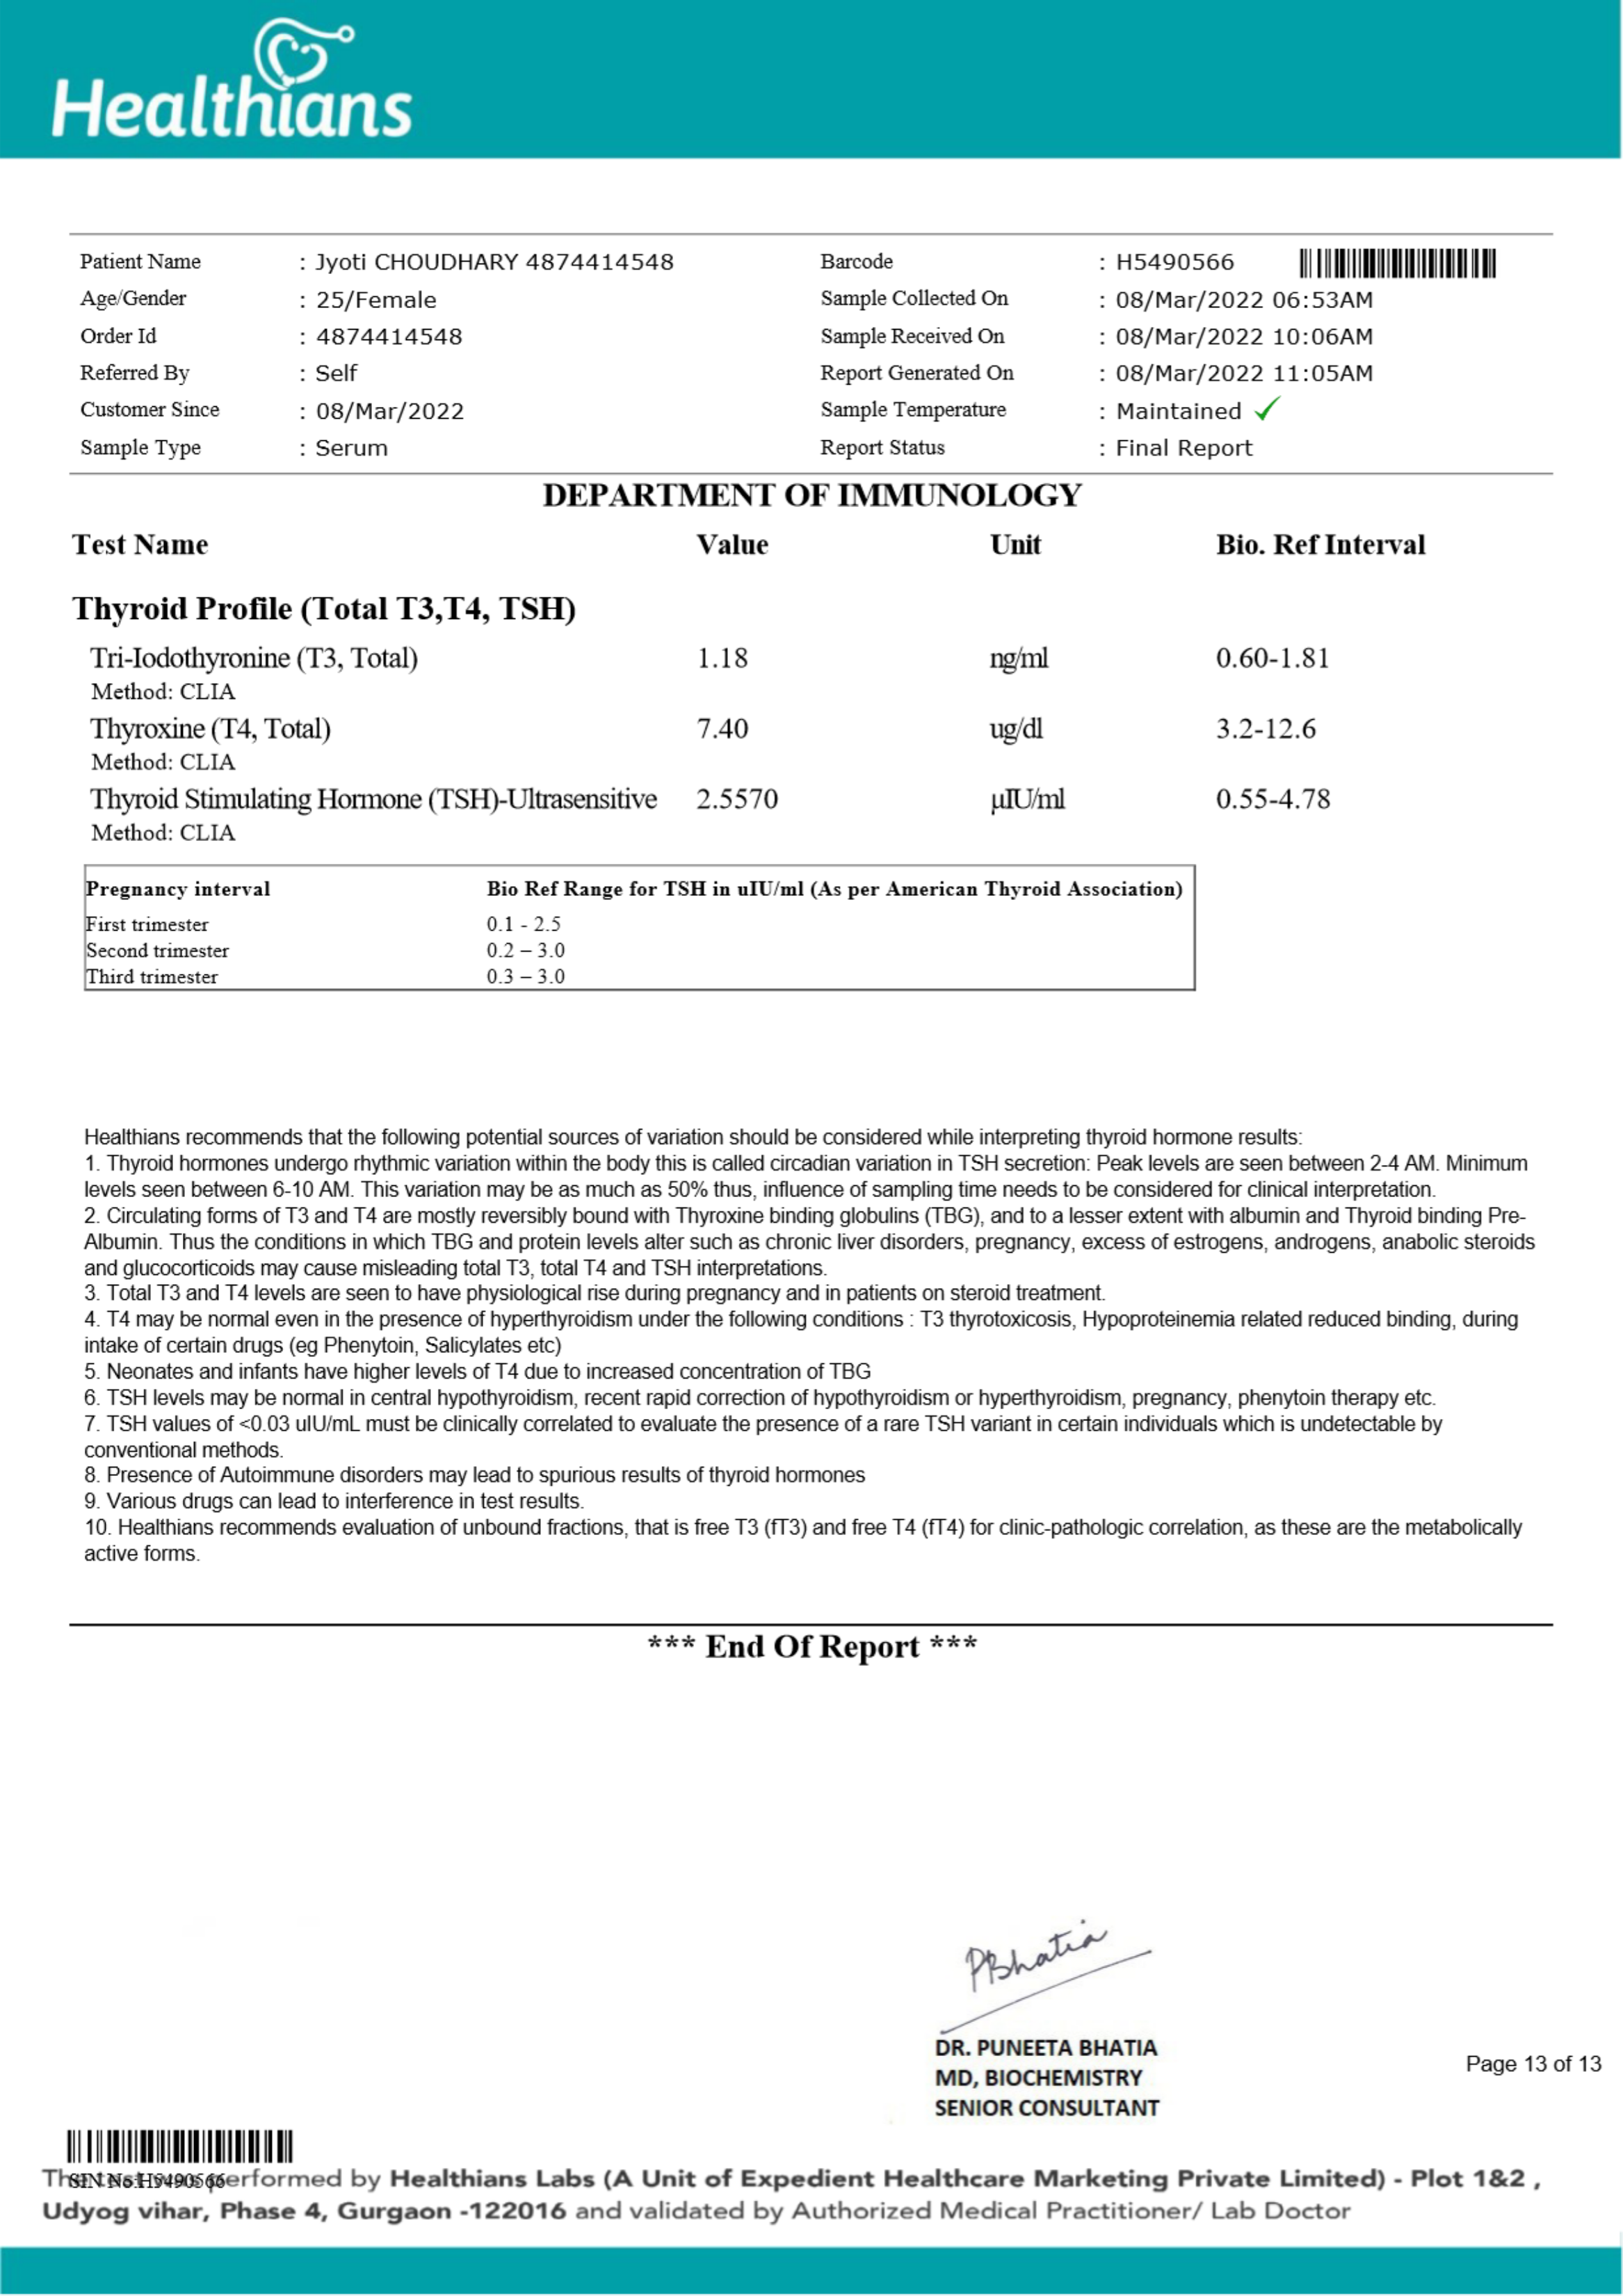 Healthians
Patient Name : Jyoti CHOUDHARY 4874414548 Barcode : H5490566
Age/Gender : 25/Female Sample Collected On : 08/Mar/2022 06:53AM
Order Id : 4874414548 Sample Received On : 08/Mar/2022 10:06AM
Referred By : Self Report Generated On : 08/Mar/2022 11:05AM
Customer Since : 08/Mar/2022 Sample Temperature : Maintained ✓
Sample Type : Serum Report Status : Final Report
DEPARTMENT OF IMMUNOLOGY
Test Name Value Unit Bio. Ref Interval
Thyroid Profile (Total T3,T4, TSH)
Tri-Iodothyronine (T3, Total) 1.18 ng/ml 0.60-1.81
Method: CLIA
Thyroxine (T4, Total) 7.40 ug/dl 3.2-12.6
Method: CLIA
Thyroid Stimulating Hormone (TSH)-Ultrasensitive 2.5570 µIU/ml 0.55-4.78
Method: CLIA
Pregnancy interval Bio Ref Range for TSH in uIU/ml (As per American Thyroid Association)
First trimester 0.1 - 2.5
Second trimester 0.2 – 3.0
Third trimester 0.3 – 3.0
Healthians recommends that the following potential sources of variation should be considered while interpreting thyroid hormone results:
1. Thyroid hormones undergo rhythmic variation within the body this is called circadian variation in TSH secretion: Peak levels are seen between 2-4 AM. Minimum
levels seen between 6-10 AM. This variation may be as much as 50% thus, influence of sampling time needs to be considered for clinical interpretation.
2. Circulating forms of T3 and T4 are mostly reversibly bound with Thyroxine binding globulins (TBG), and to a lesser extent with albumin and Thyroid binding Pre-
Albumin. Thus the conditions in which TBG and protein levels alter such as chronic liver disorders, pregnancy, excess of estrogens, androgens, anabolic steroids
and glucocorticoids may cause misleading total T3, total T4 and TSH interpretations.
3. Total T3 and T4 levels are seen to have physiological rise during pregnancy and in patients on steroid treatment.
4. T4 may be normal even in the presence of hyperthyroidism under the following conditions : T3 thyrotoxicosis, Hypoproteinemia related reduced binding, during
intake of certain drugs (eg Phenytoin, Salicylates etc)
5. Neonates and infants have higher levels of T4 due to increased concentration of TBG
6. TSH levels may be normal in central hypothyroidism, recent rapid correction of hypothyroidism or hyperthyroidism, pregnancy, phenytoin therapy etc.
7. TSH values of <0.03 uIU/mL must be clinically correlated to evaluate the presence of a rare TSH variant in certain individuals which is undetectable by
conventional methods.
8. Presence of Autoimmune disorders may lead to spurious results of thyroid hormones
9. Various drugs can lead to interference in test results.
10. Healthians recommends evaluation of unbound fractions, that is free T3 (fT3) and free T4 (fT4) for clinic-pathologic correlation, as these are the metabolically
active forms.
*** End Of Report ***
PBhatia
DR. PUNEETA BHATIA
MD, BIOCHEMISTRY
SENIOR CONSULTANT
Page 13 of 13
SIN No:H5490566
performed by Healthians Labs (A Unit of Expedient Healthcare Marketing Private Limited) - Plot 1&2 ,
Udyog vihar, Phase 4, Gurgaon -122016 and validated by Authorized Medical Practitioner/ Lab Doctor